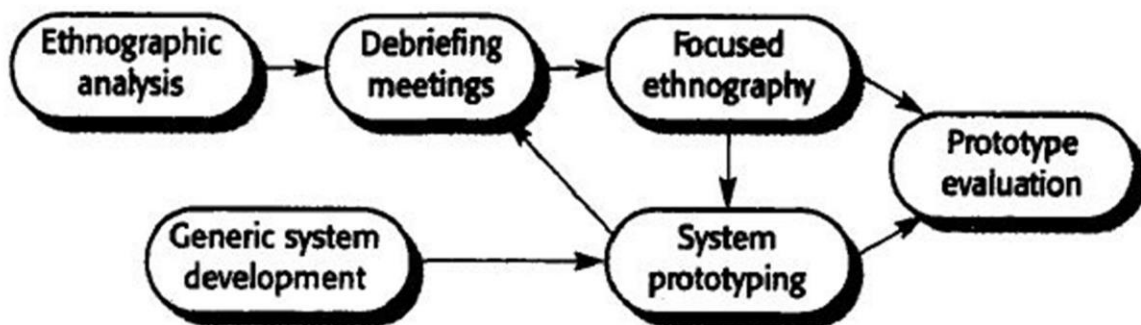 Ethnographic
analysis
Debriefing
meetings
Focused
ethnography
Prototype
evaluation
Generic system
development
System
prototyping